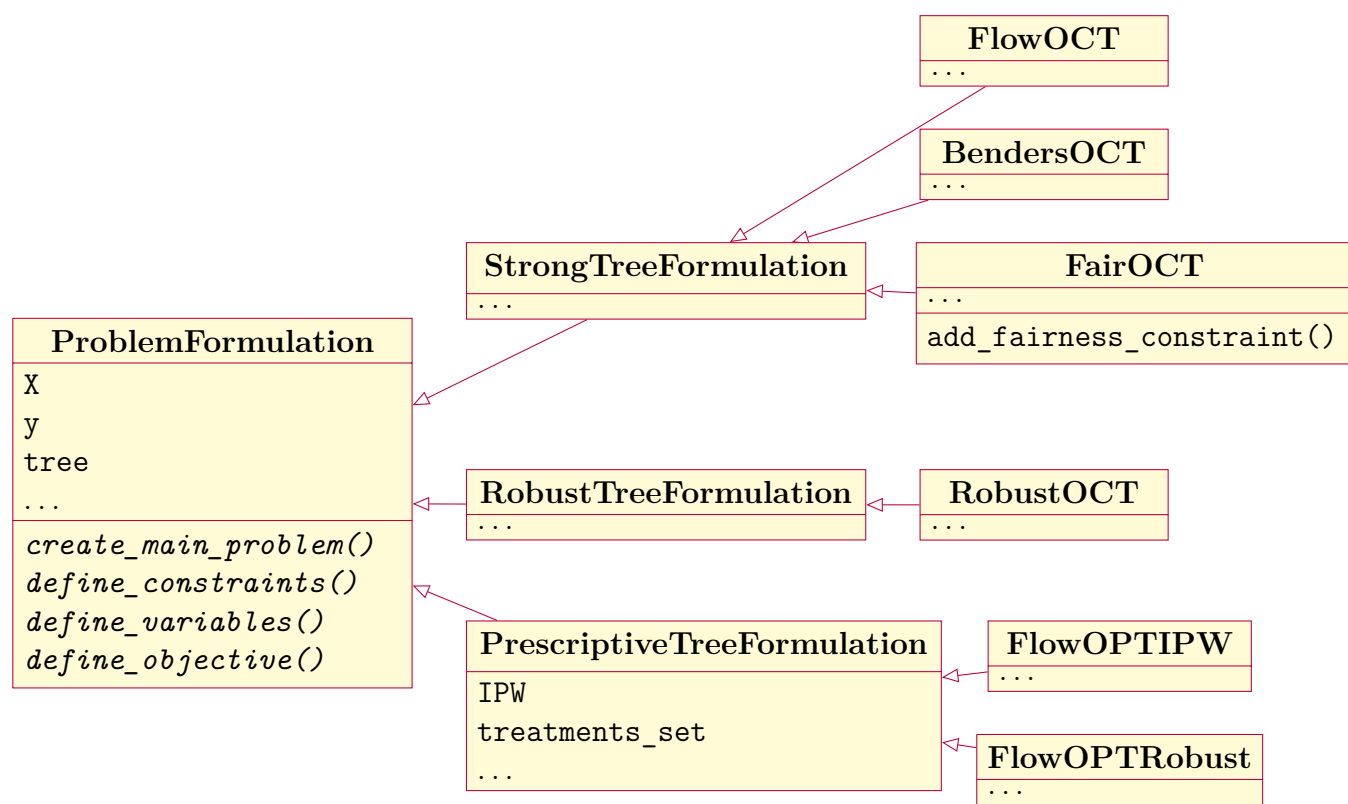 FlowOCT
...
BendersOCT
...
StrongTreeFormulation
...
FairOCT
...
add_fairness_constraint()
ProblemFormulation
X
y
tree
...
create_main_problem()
define_constraints()
define_variables()
define_objective()
RobustTreeFormulation
...
RobustOCT
...
PrescriptiveTreeFormulation
IPW
treatments_set
...
FlowOPTIPW
...
FlowOPTRobust
...